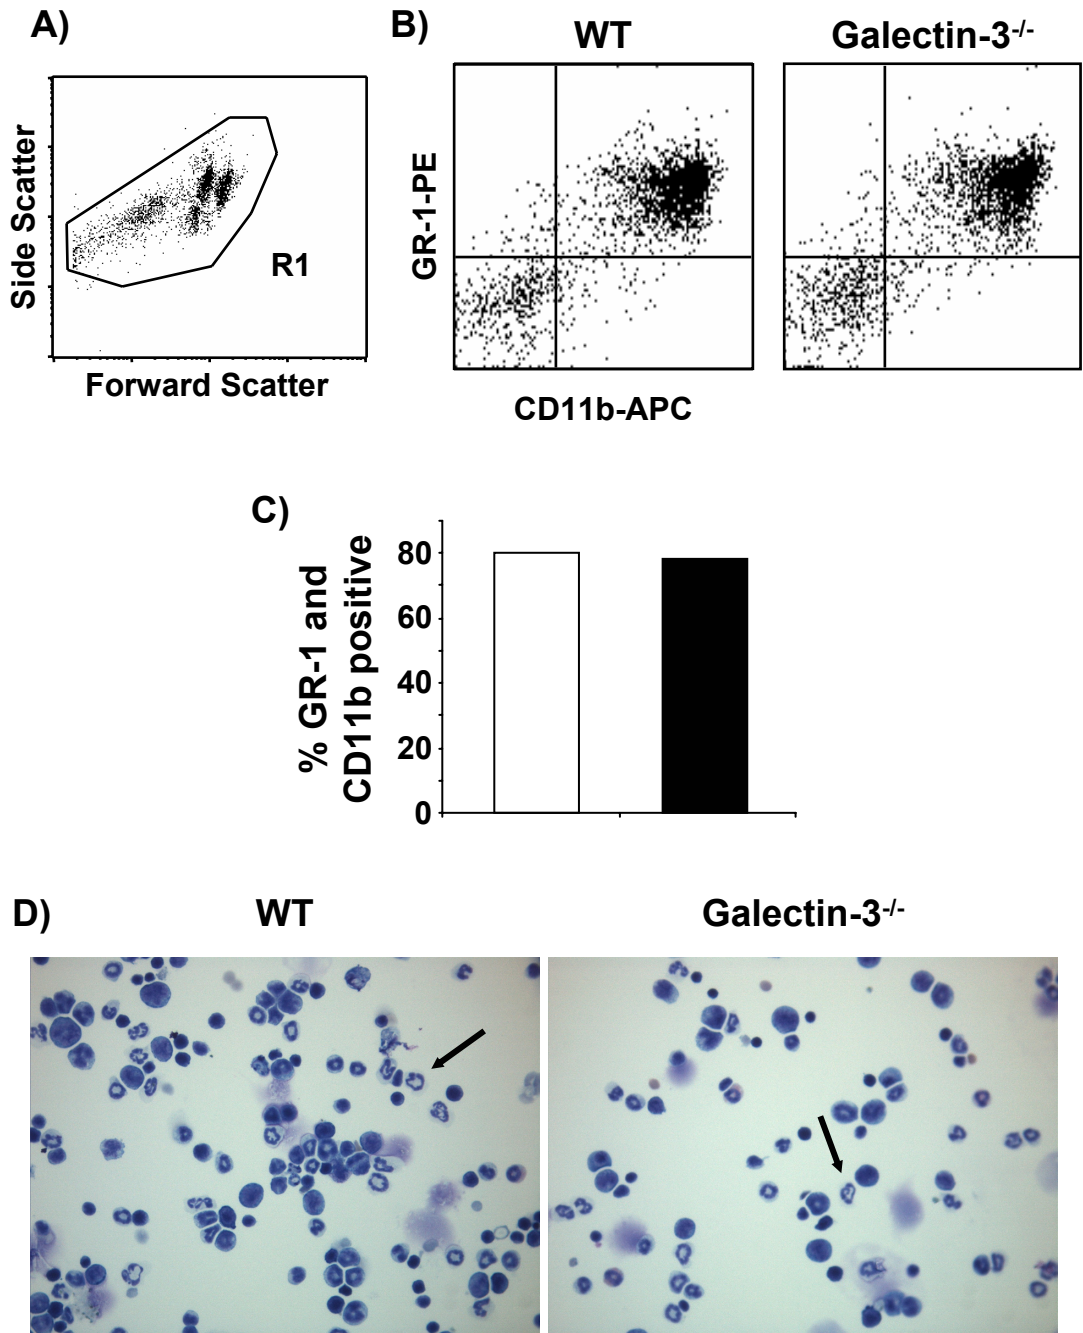 A)
Side Scatter
R1
Forward Scatter
B)
WT
Galectin-3-/-
GR-1-PE
CD11b-APC
C)
% GR-1 and
CD11b positive
80
60
40
20
0
D)
WT
Galectin-3-/-